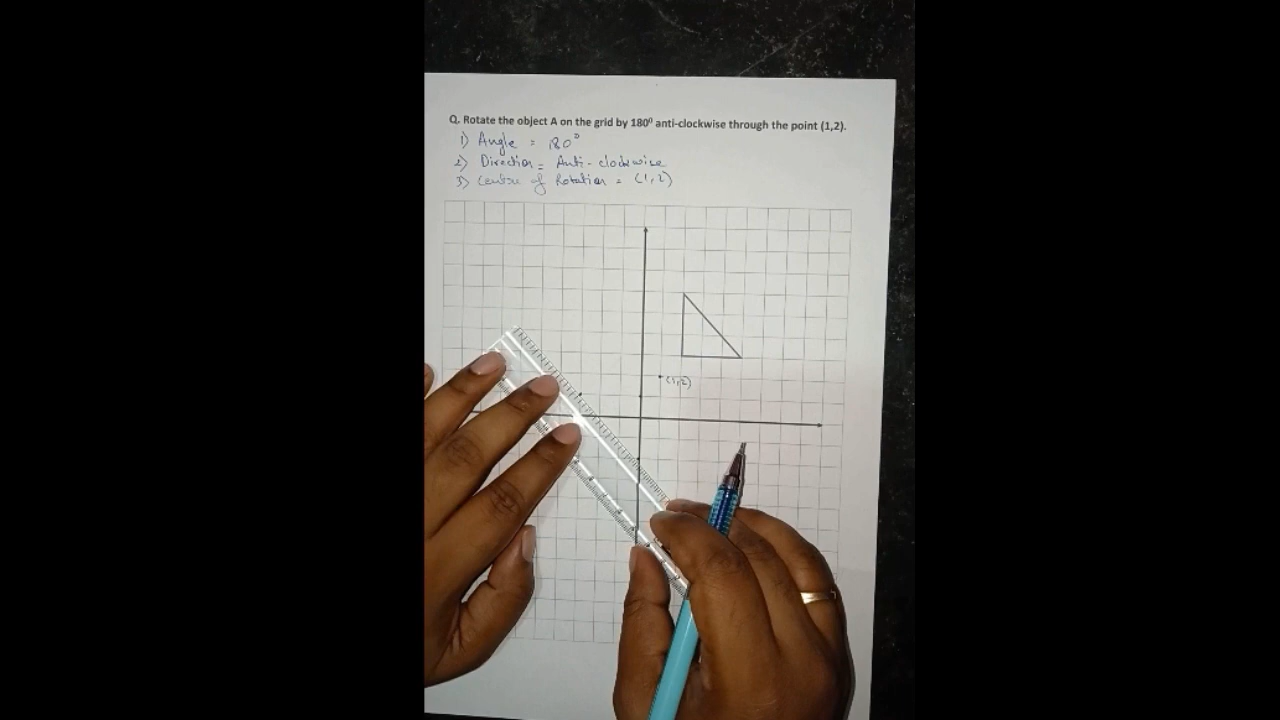 Q. Rotate the object A on the grid by 180⁰ anti-clockwise through the point (1,2).
1) Angle = 180°
2) Direction = Anti-clockwise
3) Centre of Rotation = (1,2)
(1,2)